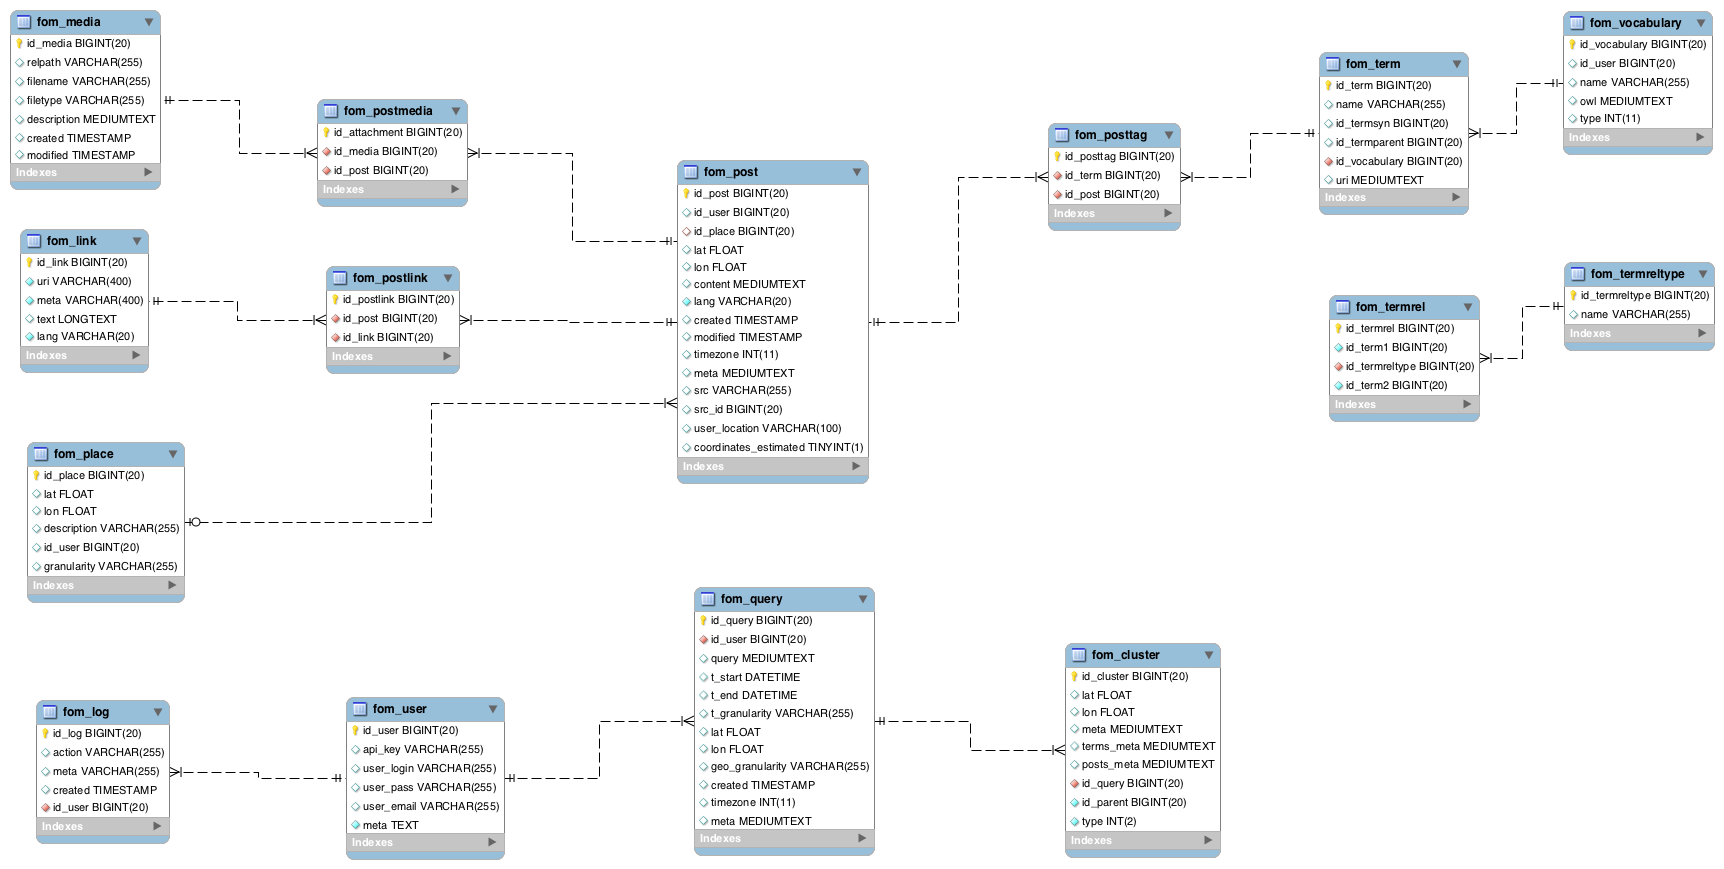 fom_media
id_media BIGINT(20)
relpath VARCHAR(255)
filename VARCHAR(255)
filetype VARCHAR(255)
description MEDIUMTEXT
created TIMESTAMP
modified TIMESTAMP
Indexes
fom_postmedia
id_attachment BIGINT(20)
id_media BIGINT(20)
id_post BIGINT(20)
Indexes
fom_link
id_link BIGINT(20)
uri VARCHAR(400)
meta VARCHAR(400)
text LONGTEXT
lang VARCHAR(20)
Indexes
fom_postlink
id_postlink BIGINT(20)
id_post BIGINT(20)
id_link BIGINT(20)
Indexes
fom_place
id_place BIGINT(20)
lat FLOAT
lon FLOAT
description VARCHAR(255)
id_user BIGINT(20)
granularity VARCHAR(255)
Indexes
fom_post
id_post BIGINT(20)
id_user BIGINT(20)
id_place BIGINT(20)
lat FLOAT
lon FLOAT
content MEDIUMTEXT
lang VARCHAR(20)
created TIMESTAMP
modified TIMESTAMP
timezone INT(11)
meta MEDIUMTEXT
src VARCHAR(255)
src_id BIGINT(20)
user_location VARCHAR(100)
coordinates_estimated TINYINT(1)
Indexes
fom_posttag
id_posttag BIGINT(20)
id_term BIGINT(20)
id_post BIGINT(20)
Indexes
fom_term
id_term BIGINT(20)
name VARCHAR(255)
id_termsyn BIGINT(20)
id_termparent BIGINT(20)
id_vocabulary BIGINT(20)
uri MEDIUMTEXT
Indexes
fom_vocabulary
id_vocabulary BIGINT(20)
id_user BIGINT(20)
name VARCHAR(255)
owl MEDIUMTEXT
type INT(11)
Indexes
fom_termrel
id_termrel BIGINT(20)
id_term1 BIGINT(20)
id_termreltype BIGINT(20)
id_term2 BIGINT(20)
Indexes
fom_termreltype
id_termreltype BIGINT(20)
name VARCHAR(255)
Indexes
fom_log
id_log BIGINT(20)
action VARCHAR(255)
meta VARCHAR(255)
created TIMESTAMP
id_user BIGINT(20)
Indexes
fom_user
id_user BIGINT(20)
api_key VARCHAR(255)
user_login VARCHAR(255)
user_pass VARCHAR(255)
user_email VARCHAR(255)
meta TEXT
Indexes
fom_query
id_query BIGINT(20)
id_user BIGINT(20)
query MEDIUMTEXT
t_start DATETIME
t_end DATETIME
t_granularity VARCHAR(255)
lat FLOAT
lon FLOAT
geo_granularity VARCHAR(255)
created TIMESTAMP
timezone INT(11)
meta MEDIUMTEXT
Indexes
fom_cluster
id_cluster BIGINT(20)
lat FLOAT
lon FLOAT
meta MEDIUMTEXT
terms_meta MEDIUMTEXT
posts_meta MEDIUMTEXT
id_query BIGINT(20)
id_parent BIGINT(20)
type INT(2)
Indexes